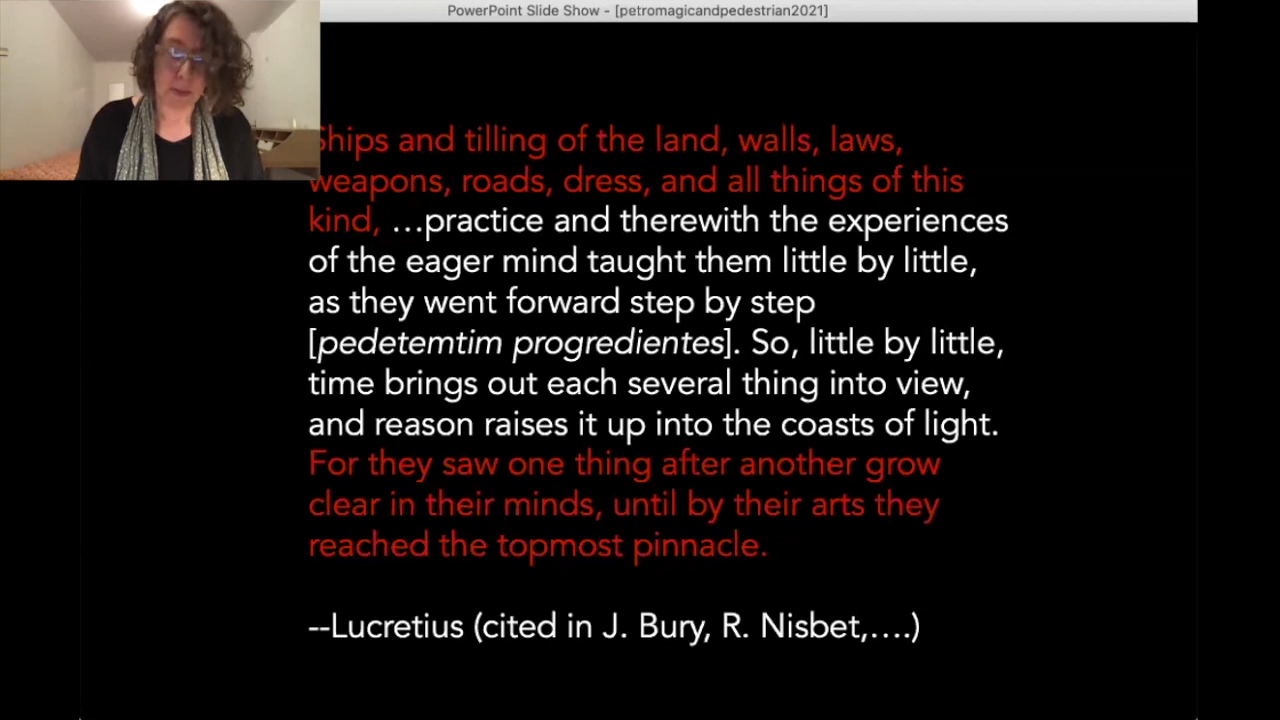 PowerPoint Slide Show - [petromagicandpedestrian2021]
Ships and tilling of the land, walls, laws,
weapons, roads, dress, and all things of this
kind, …practice and therewith the experiences
of the eager mind taught them little by little,
as they went forward step by step
[pedetemtim progredientes]. So, little by little,
time brings out each several thing into view,
and reason raises it up into the coasts of light.
For they saw one thing after another grow
clear in their minds, until by their arts they
reached the topmost pinnacle.
--Lucretius (cited in J. Bury, R. Nisbet,….)